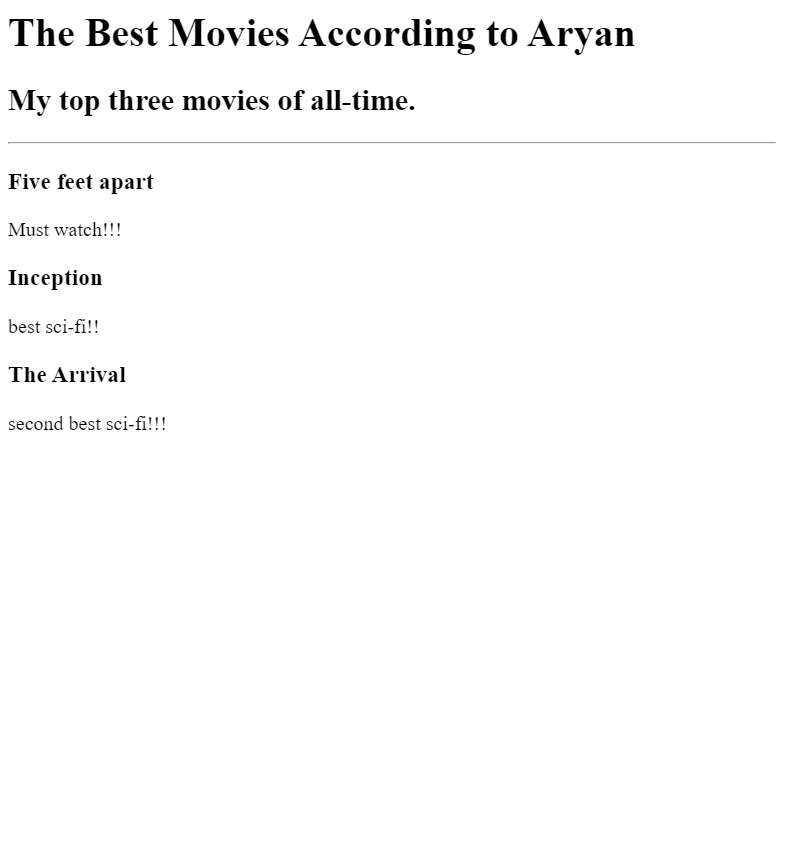 The Best Movies According to Aryan
My top three movies of all-time.
Five feet apart
Must watch!!!
Inception
best sci-fi!!
The Arrival
second best sci-fi!!!